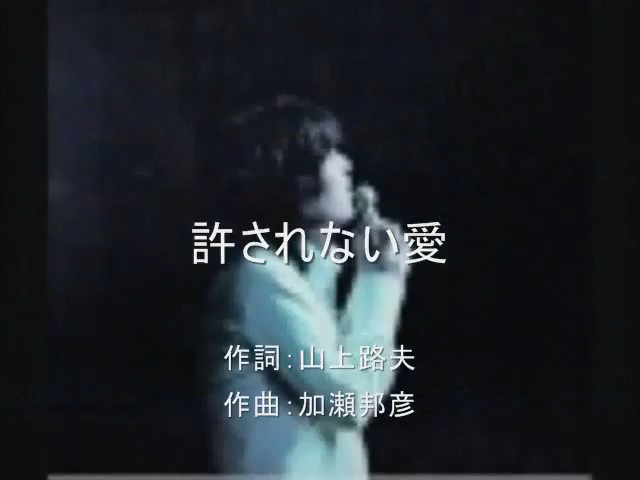 許されない愛
作詞：山上路夫
作曲：加瀬邦彦